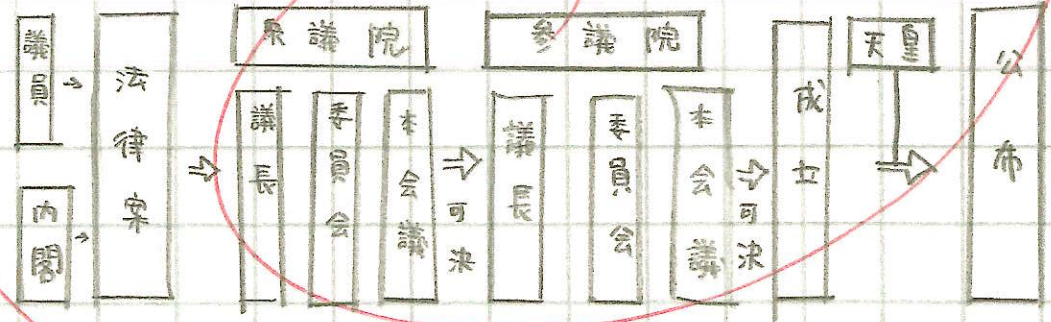 議員
内閣
法律案
衆議院
議長
委員会
本会議
可決
参議院
議長
委員会
本会議
可決
成立
天皇
公布